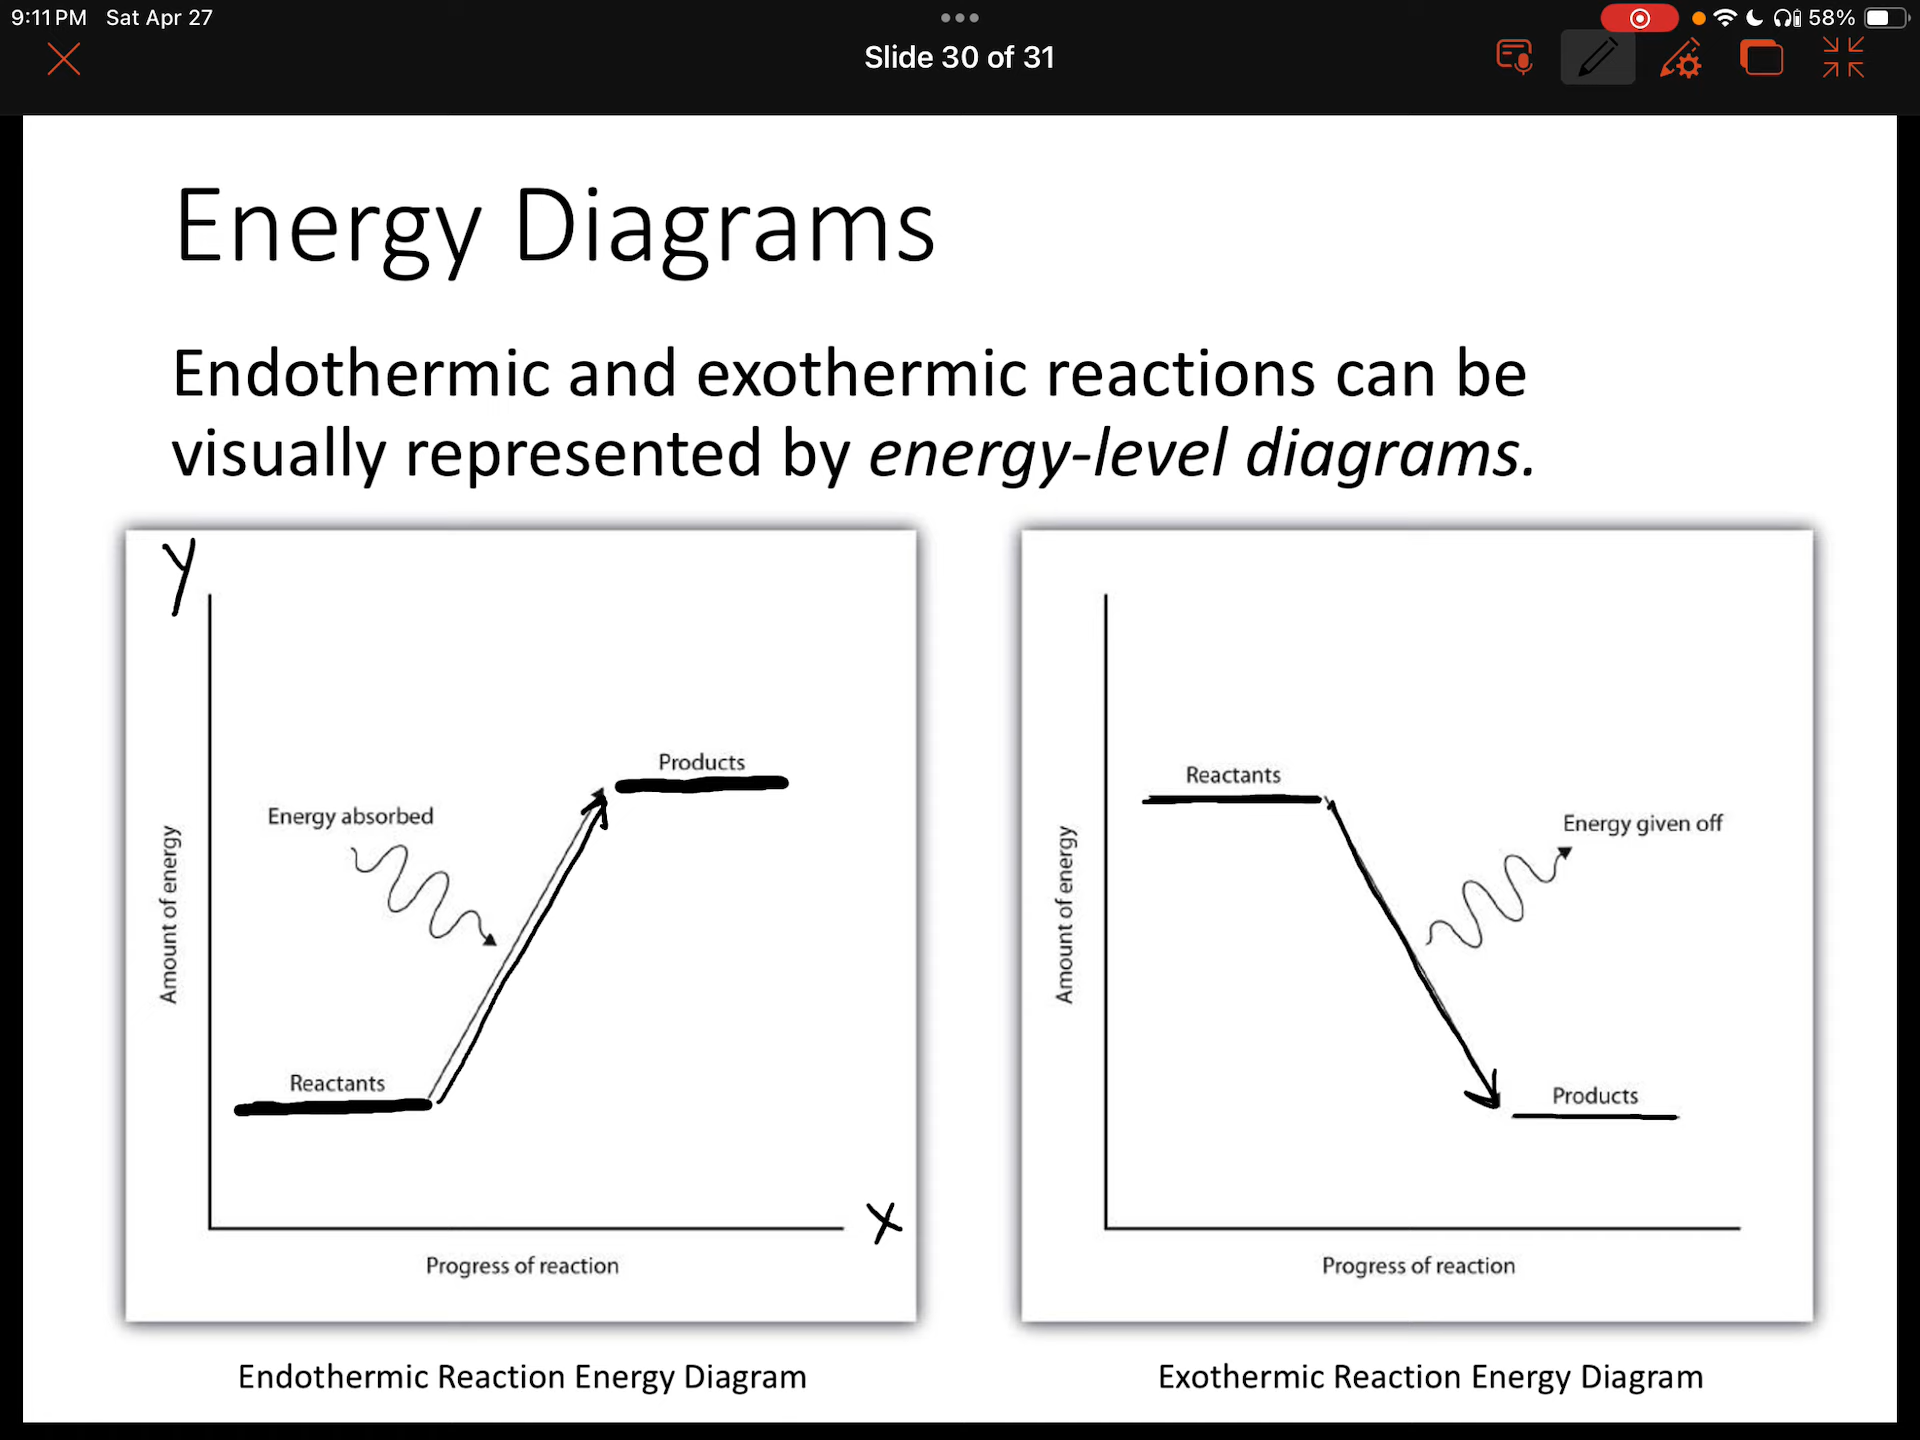 9:11 PM Sat Apr 27
58%
Slide 30 of 31
Energy Diagrams
Endothermic and exothermic reactions can be
visually represented by energy-level diagrams.
y
Products
Energy absorbed
Amount of energy
Reactants
x
Progress of reaction
Endothermic Reaction Energy Diagram
Reactants
Energy given off
Amount of energy
Products
Progress of reaction
Exothermic Reaction Energy Diagram